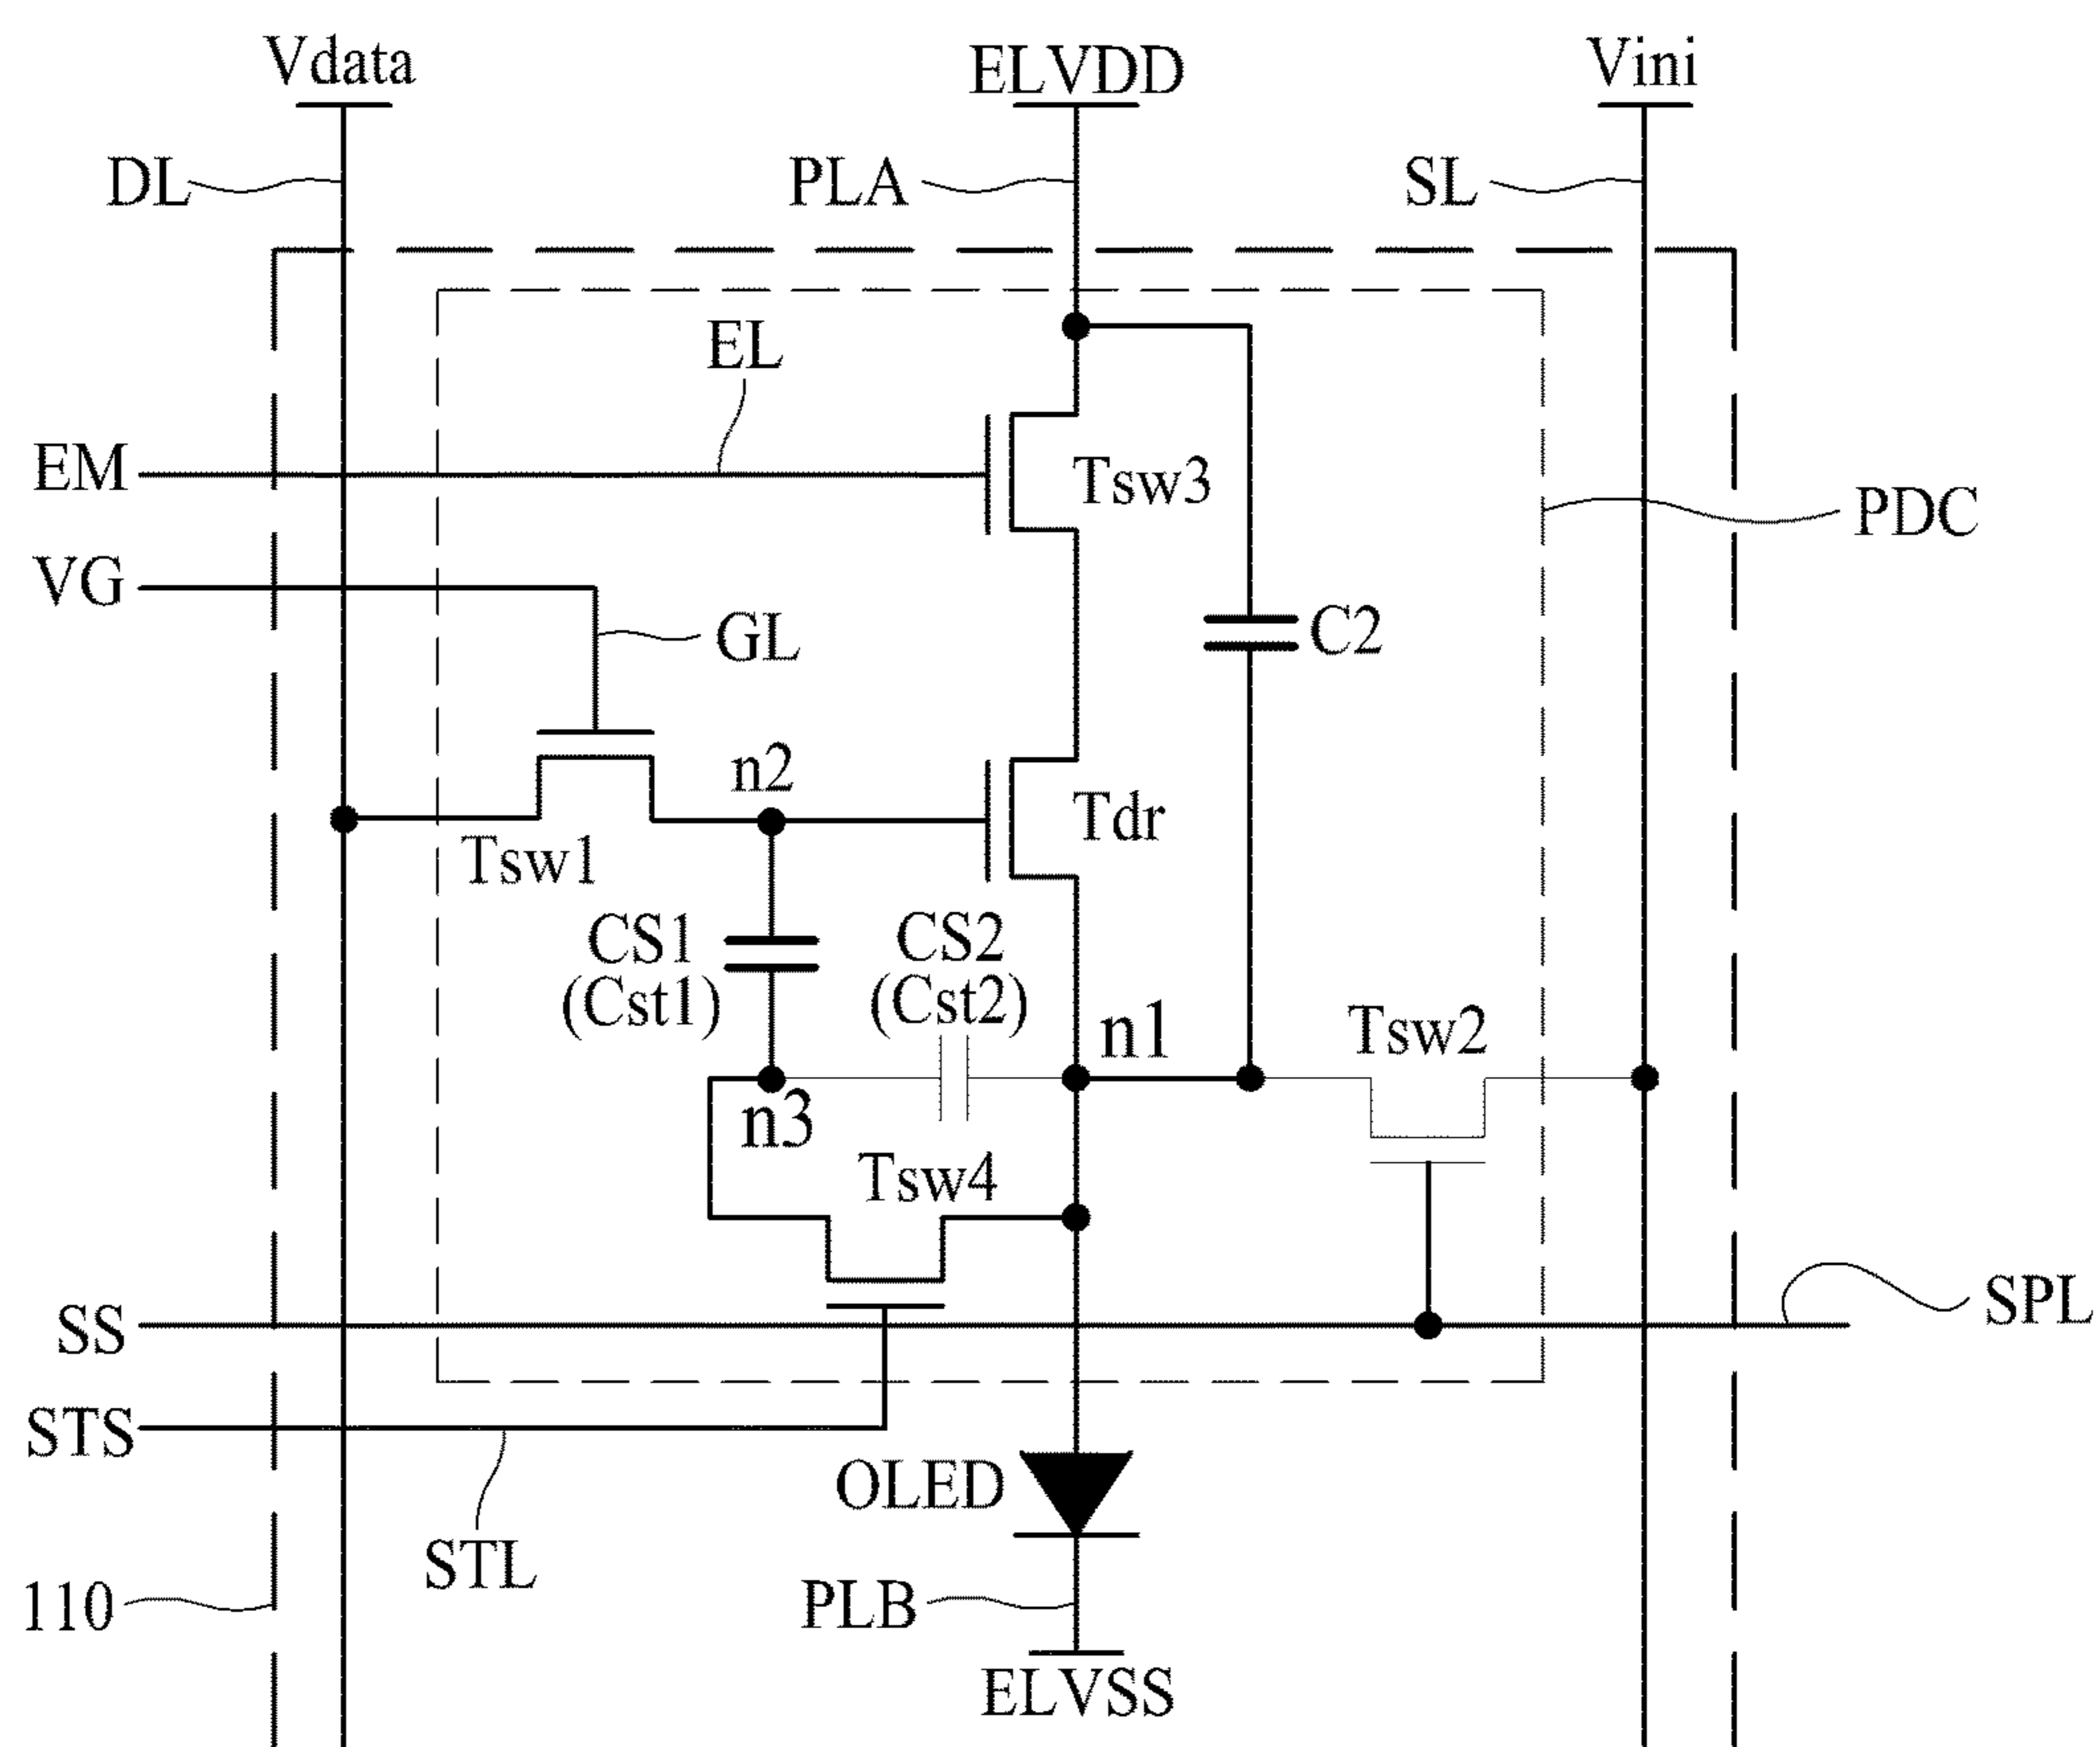 Vdata
ELVDD
Vini
DL
PLA
SL
EL
EM
Tsw3
PDC
VG
GL
C2
n2
Tdr
Tsw1
CS1
(Cst1)
CS2
(Cst2)
n1
Tsw2
n3
Tsw4
SS
SPL
STS
OLED
STL
110
PLB
ELVSS